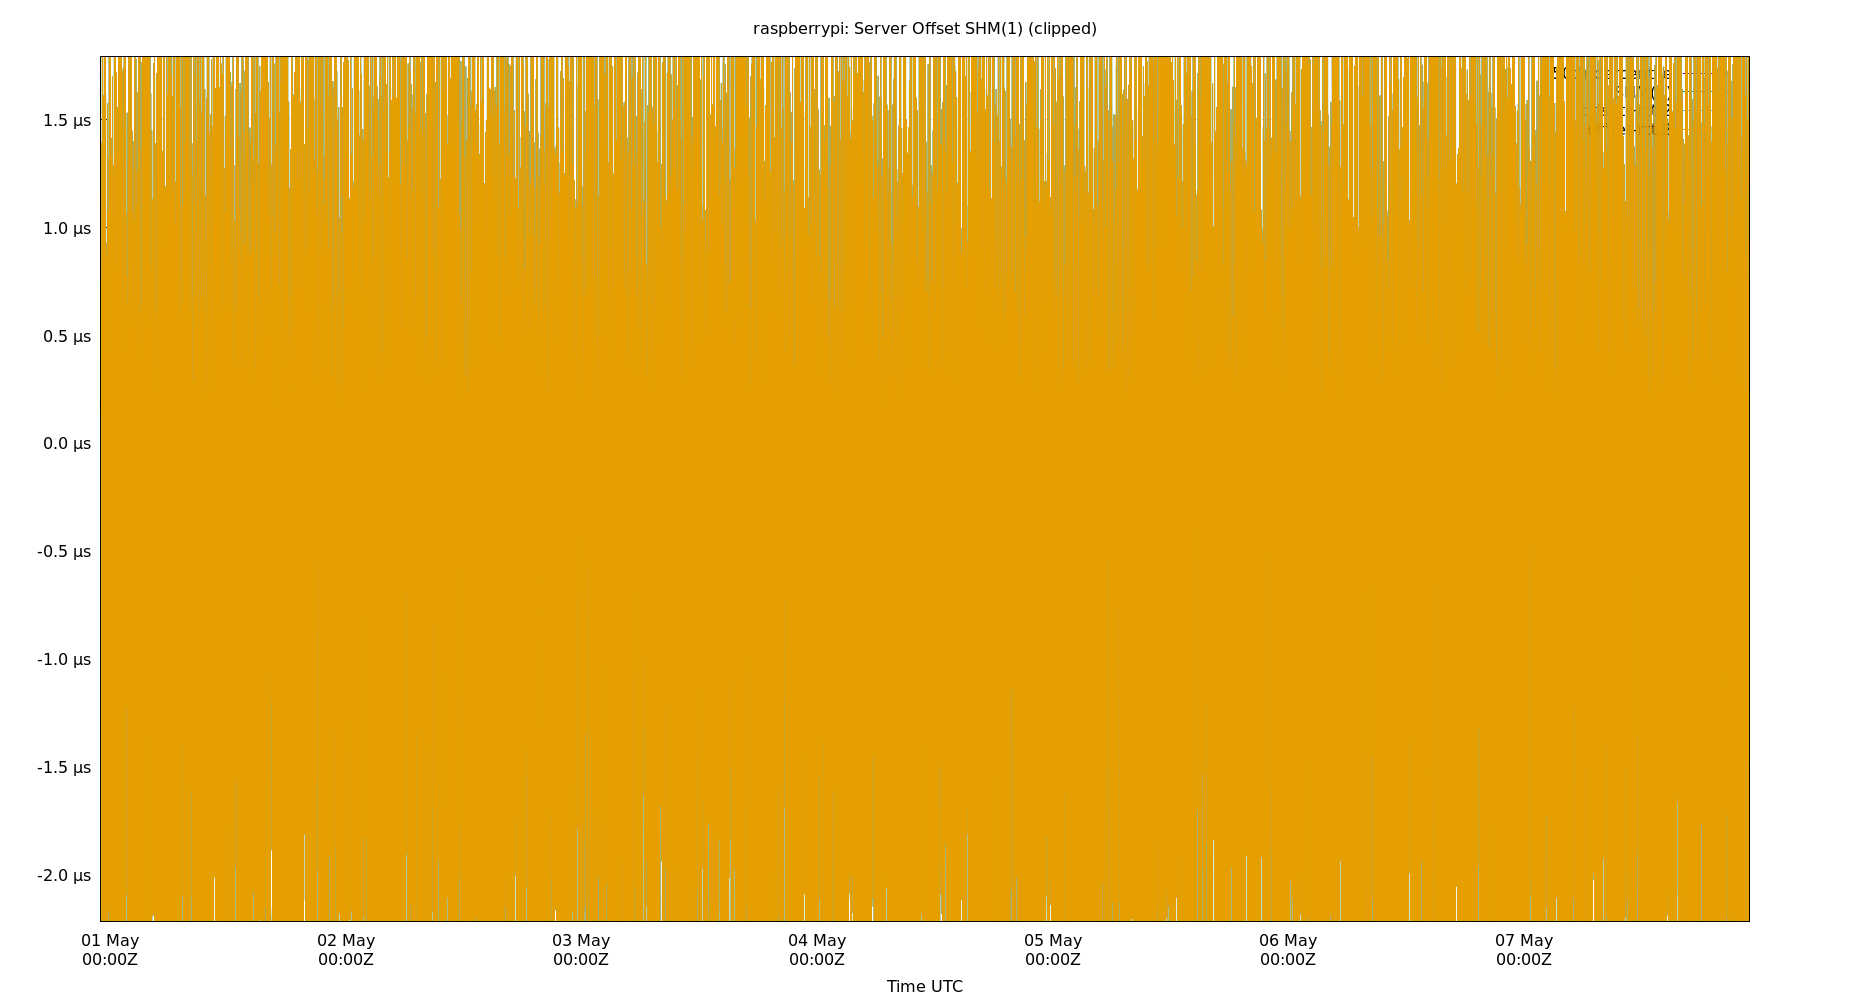 raspberrypi: Server Offset SHM(1) (clipped)
1.5 µs
1.0 µs
0.5 µs
0.0 µs
-0.5 µs
-1.0 µs
-1.5 µs
-2.0 µs
01 May
00:00Z
02 May
00:00Z
03 May
00:00Z
04 May
00:00Z
05 May
00:00Z
06 May
00:00Z
07 May
00:00Z
Time UTC